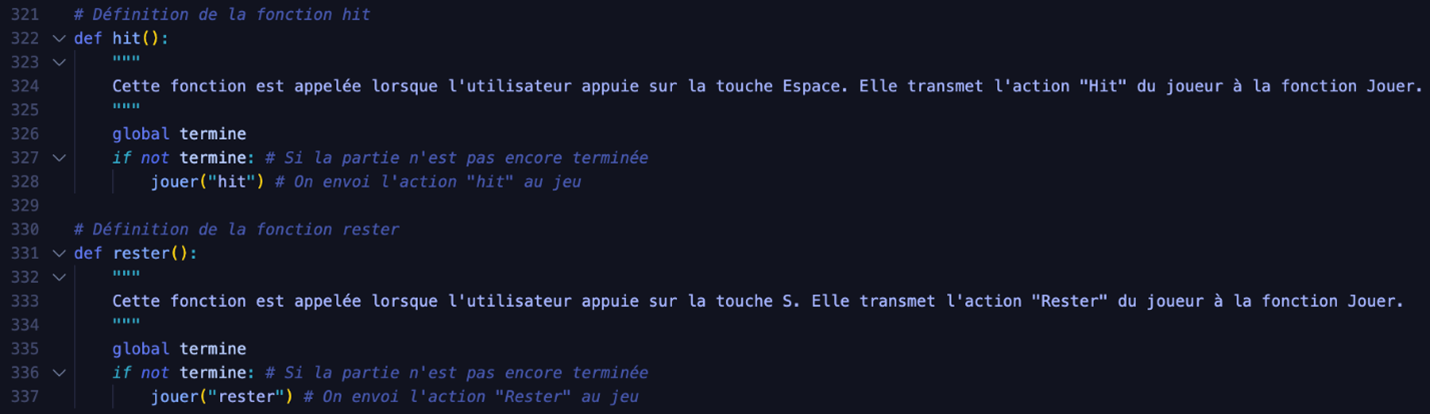 321 # Définition de la fonction hit
322 def hit():
323 """
324 Cette fonction est appelée lorsque l'utilisateur appuie sur la touche Espace. Elle transmet l'action "Hit" du joueur à la fonction Jouer.
325 """
326 global termine
327 if not termine: # Si la partie n'est pas encore terminée
328 jouer("hit") # On envoi l'action "hit" au jeu
329
330 # Définition de la fonction rester
331 def rester():
332 """
333 Cette fonction est appelée lorsque l'utilisateur appuie sur la touche S. Elle transmet l'action "Rester" du joueur à la fonction Jouer.
334 """
335 global termine
336 if not termine: # Si la partie n'est pas encore terminée
337 jouer("rester") # On envoi l'action "Rester" au jeu